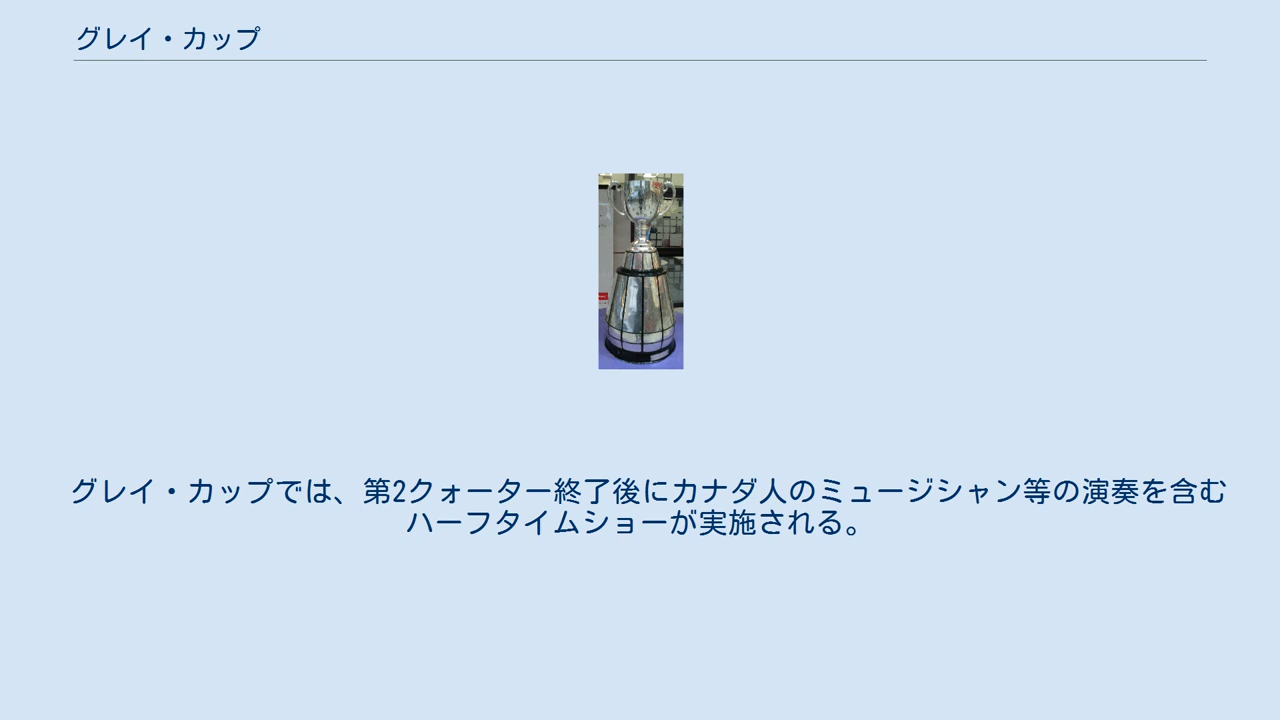 グレイ・カップ
グレイ・カップでは、第2クォーター終了後にカナダ人のミュージシャン等の演奏を含む
ハーフタイムショーが実施される。